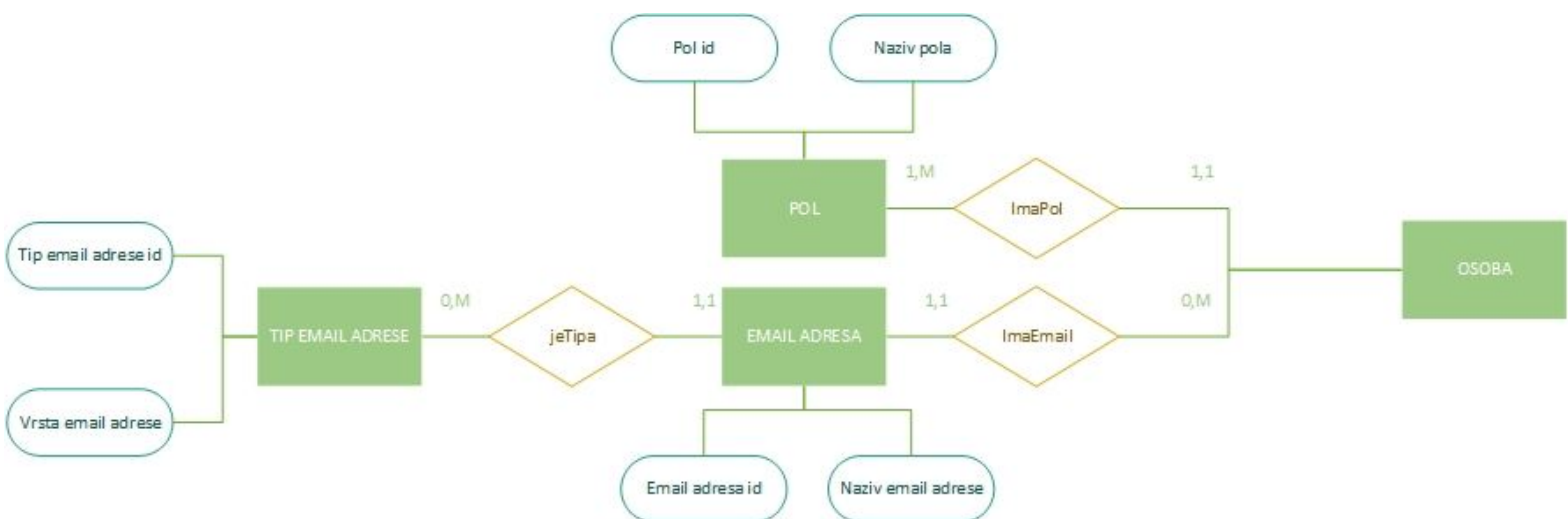 Pol id
Naziv pola
POL
1,M
ImaPol
1,1
OSOBA
Tip email adrese id
Vrsta email adrese
TIP EMAIL ADRESE
0,M
jeTipa
1,1
EMAIL ADRESA
1,1
ImaEmail
0,M
Email adresa id
Naziv email adrese